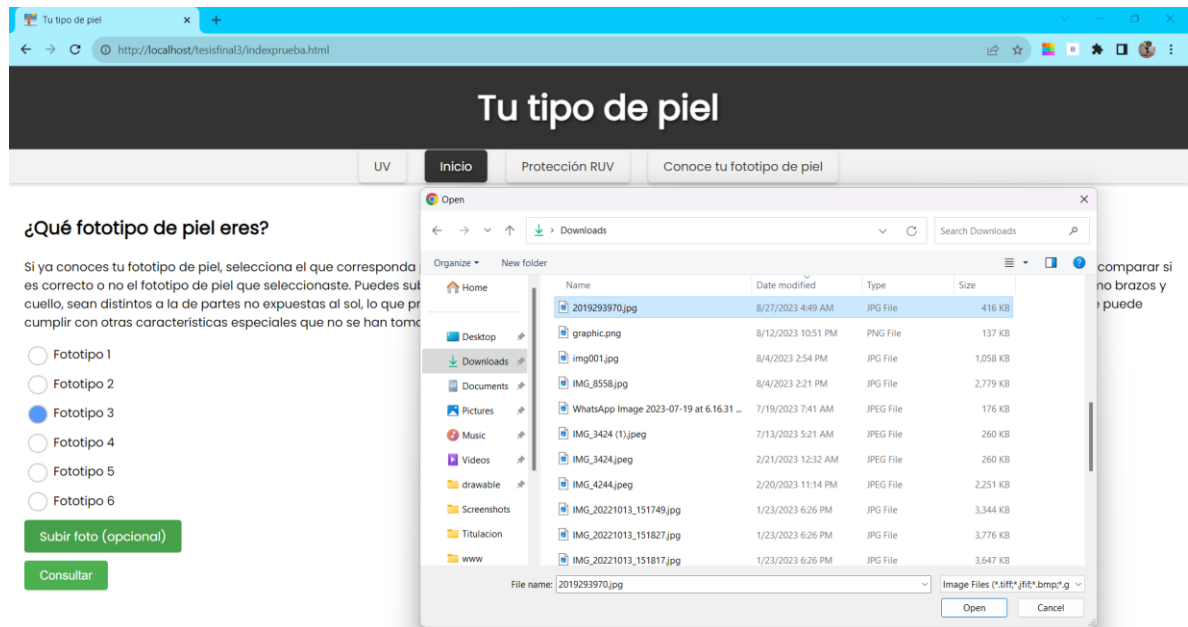 Tu tipo de piel
http://localhost/tesisfinal3/indexprueba.html
Tu tipo de piel
UV
Inicio
Protección RUV
Conoce tu fototipo de piel
¿Qué fototipo de piel eres?
Si ya conoces tu fototipo de piel, selecciona el que corresponda
comparar si
es correcto o no el fototipo de piel que seleccionaste. Puedes
no brazos y
cuello, sean distintos a la de partes no expuestas al sol, lo que
puede
cumplir con otras características especiales que no se han
Fototipo 1
Fototipo 2
Fototipo 3
Fototipo 4
Fototipo 5
Fototipo 6
Subir foto (opcional)
Consultar
Open
Downloads
Search Downloads
Organize
New folder
Home
Desktop
Downloads
Documents
Pictures
Music
Videos
drawable
Screenshots
Titulacion
www
Name Date modified Type Size
2019293970.jpg 8/27/2023 4:49 AM JPG File 416 KB
graphic.png 8/12/2023 10:51 PM PNG File 137 KB
img001.jpg 8/4/2023 2:54 PM JPG File 1,058 KB
IMG_8558.jpg 8/4/2023 2:21 PM JPG File 2,779 KB
WhatsApp Image 2023-07-19 at 6.16.31 ... 7/19/2023 7:41 AM JPEG File 176 KB
IMG_3424 (1).jpeg 7/13/2023 5:21 AM JPEG File 260 KB
IMG_3424.jpeg 2/21/2023 12:32 AM JPEG File 260 KB
IMG_4244.jpeg 2/20/2023 11:14 PM JPEG File 2,251 KB
IMG_20221013_151749.jpg 1/23/2023 6:26 PM JPG File 3,344 KB
IMG_20221013_151827.jpg 1/23/2023 6:26 PM JPG File 3,776 KB
IMG_20221013_151817.jpg 1/23/2023 6:26 PM JPG File 3,647 KB
File name: 2019293970.jpg
Image Files (*.tiff;*.jfif;*.bmp;*.g
Open
Cancel